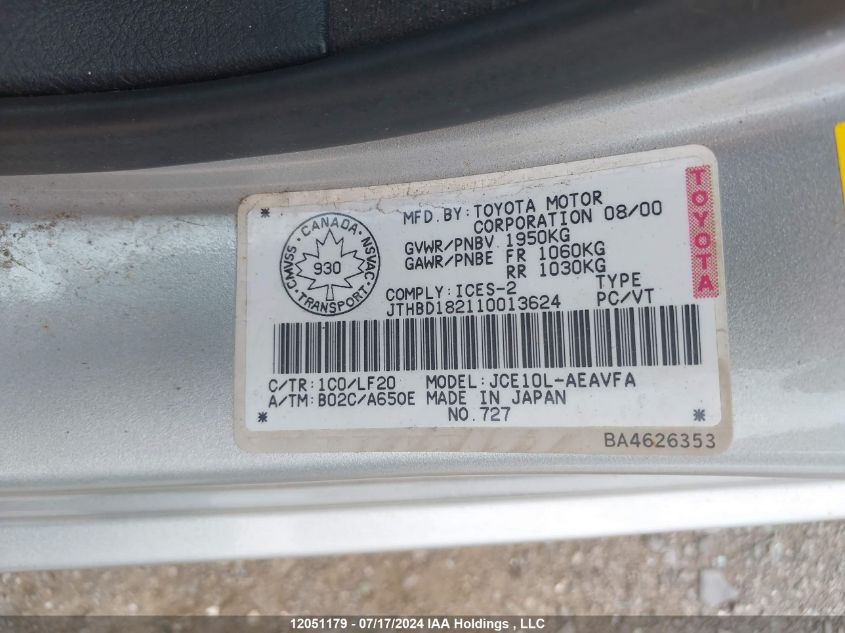 MFD.BY:TOYOTA MOTOR
CORPORATION 08/00
GVWR/PNBV 1950KG
GAWR/PNBE FR 1060KG
RR 1030KG
COMPLY:ICES-2 TYPE
JTHBD182110013624 PC/VT
CANADA
CMVSS NSVAC
930
TRANSPORT
TOYOTA
C/TR:1C0/LF20 MODEL:JCE10L-AEAVFA
A/TM:B02C/A650E MADE IN JAPAN
NO.727
BA4626353
12051179 - 07/17/2024 IAA Holdings , LLC